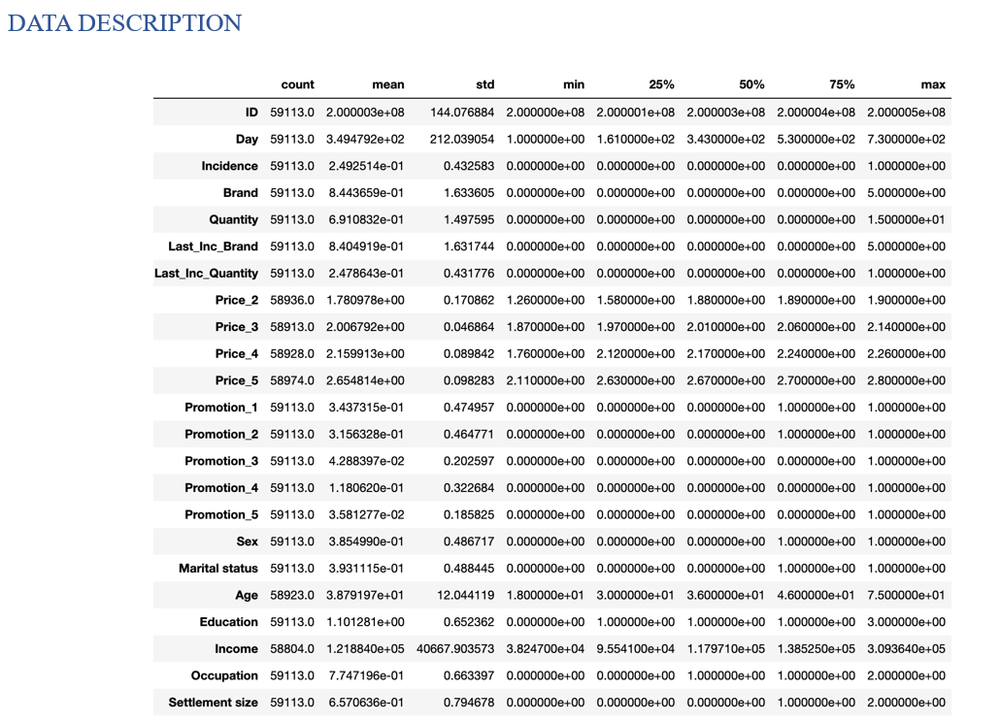 DATA DESCRIPTION
count mean std min 25% 50% 75% max
ID 59113.0 2.000003e+08 144.076884 2.000000e+08 2.000001e+08 2.000003e+08 2.000004e+08 2.000005e+08
Day 59113.0 3.494792e+02 212.039054 1.000000e+00 1.610000e+02 3.430000e+02 5.300000e+02 7.300000e+02
Incidence 59113.0 2.492514e-01 0.432583 0.000000e+00 0.000000e+00 0.000000e+00 0.000000e+00 1.000000e+00
Brand 59113.0 8.443659e-01 1.633605 0.000000e+00 0.000000e+00 0.000000e+00 0.000000e+00 5.000000e+00
Quantity 59113.0 6.910832e-01 1.497595 0.000000e+00 0.000000e+00 0.000000e+00 0.000000e+00 1.500000e+01
Last_Inc_Brand 59113.0 8.404919e-01 1.631744 0.000000e+00 0.000000e+00 0.000000e+00 0.000000e+00 5.000000e+00
Last_Inc_Quantity 59113.0 2.478643e-01 0.431776 0.000000e+00 0.000000e+00 0.000000e+00 0.000000e+00 1.000000e+00
Price_2 58936.0 1.780978e+00 0.170862 1.260000e+00 1.580000e+00 1.880000e+00 1.890000e+00 1.900000e+00
Price_3 58913.0 2.006792e+00 0.046864 1.870000e+00 1.970000e+00 2.010000e+00 2.060000e+00 2.140000e+00
Price_4 58928.0 2.159913e+00 0.089842 1.760000e+00 2.120000e+00 2.170000e+00 2.240000e+00 2.260000e+00
Price_5 58974.0 2.654814e+00 0.098283 2.110000e+00 2.630000e+00 2.670000e+00 2.700000e+00 2.800000e+00
Promotion_1 59113.0 3.437315e-01 0.474957 0.000000e+00 0.000000e+00 0.000000e+00 1.000000e+00 1.000000e+00
Promotion_2 59113.0 3.156328e-01 0.464771 0.000000e+00 0.000000e+00 0.000000e+00 1.000000e+00 1.000000e+00
Promotion_3 59113.0 4.288397e-02 0.202597 0.000000e+00 0.000000e+00 0.000000e+00 0.000000e+00 1.000000e+00
Promotion_4 59113.0 1.180620e-01 0.322684 0.000000e+00 0.000000e+00 0.000000e+00 0.000000e+00 1.000000e+00
Promotion_5 59113.0 3.581277e-02 0.185825 0.000000e+00 0.000000e+00 0.000000e+00 0.000000e+00 1.000000e+00
Sex 59113.0 3.854990e-01 0.486717 0.000000e+00 0.000000e+00 0.000000e+00 1.000000e+00 1.000000e+00
Marital status 59113.0 3.931115e-01 0.488445 0.000000e+00 0.000000e+00 0.000000e+00 1.000000e+00 1.000000e+00
Age 58923.0 3.879197e+01 12.044119 1.800000e+01 3.000000e+01 3.600000e+01 4.600000e+01 7.500000e+01
Education 59113.0 1.101281e+00 0.652362 0.000000e+00 1.000000e+00 1.000000e+00 1.000000e+00 3.000000e+00
Income 58804.0 1.218840e+05 40667.903573 3.824700e+04 9.554100e+04 1.179710e+05 1.385250e+05 3.093640e+05
Occupation 59113.0 7.747196e-01 0.663397 0.000000e+00 0.000000e+00 1.000000e+00 1.000000e+00 2.000000e+00
Settlement size 59113.0 6.570636e-01 0.794678 0.000000e+00 0.000000e+00 0.000000e+00 1.000000e+00 2.000000e+00